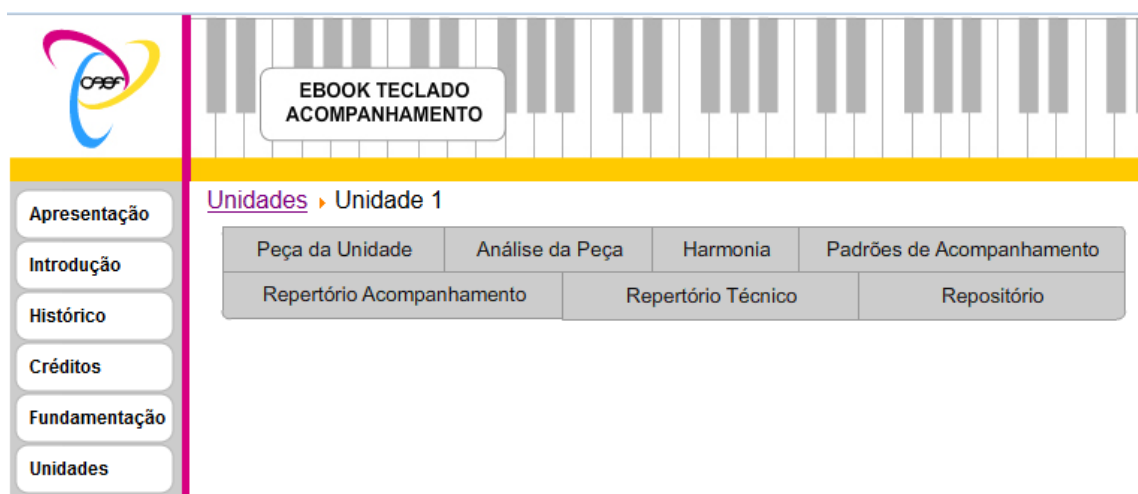 CAEF
EBOOK TECLADO
ACOMPANHAMENTO
Apresentação
Introdução
Histórico
Créditos
Fundamentação
Unidades
Unidades Unidade 1
Peça da Unidade Análise da Peça Harmonia Padrões de Acompanhamento
Repertório Acompanhamento Repertório Técnico Repositório